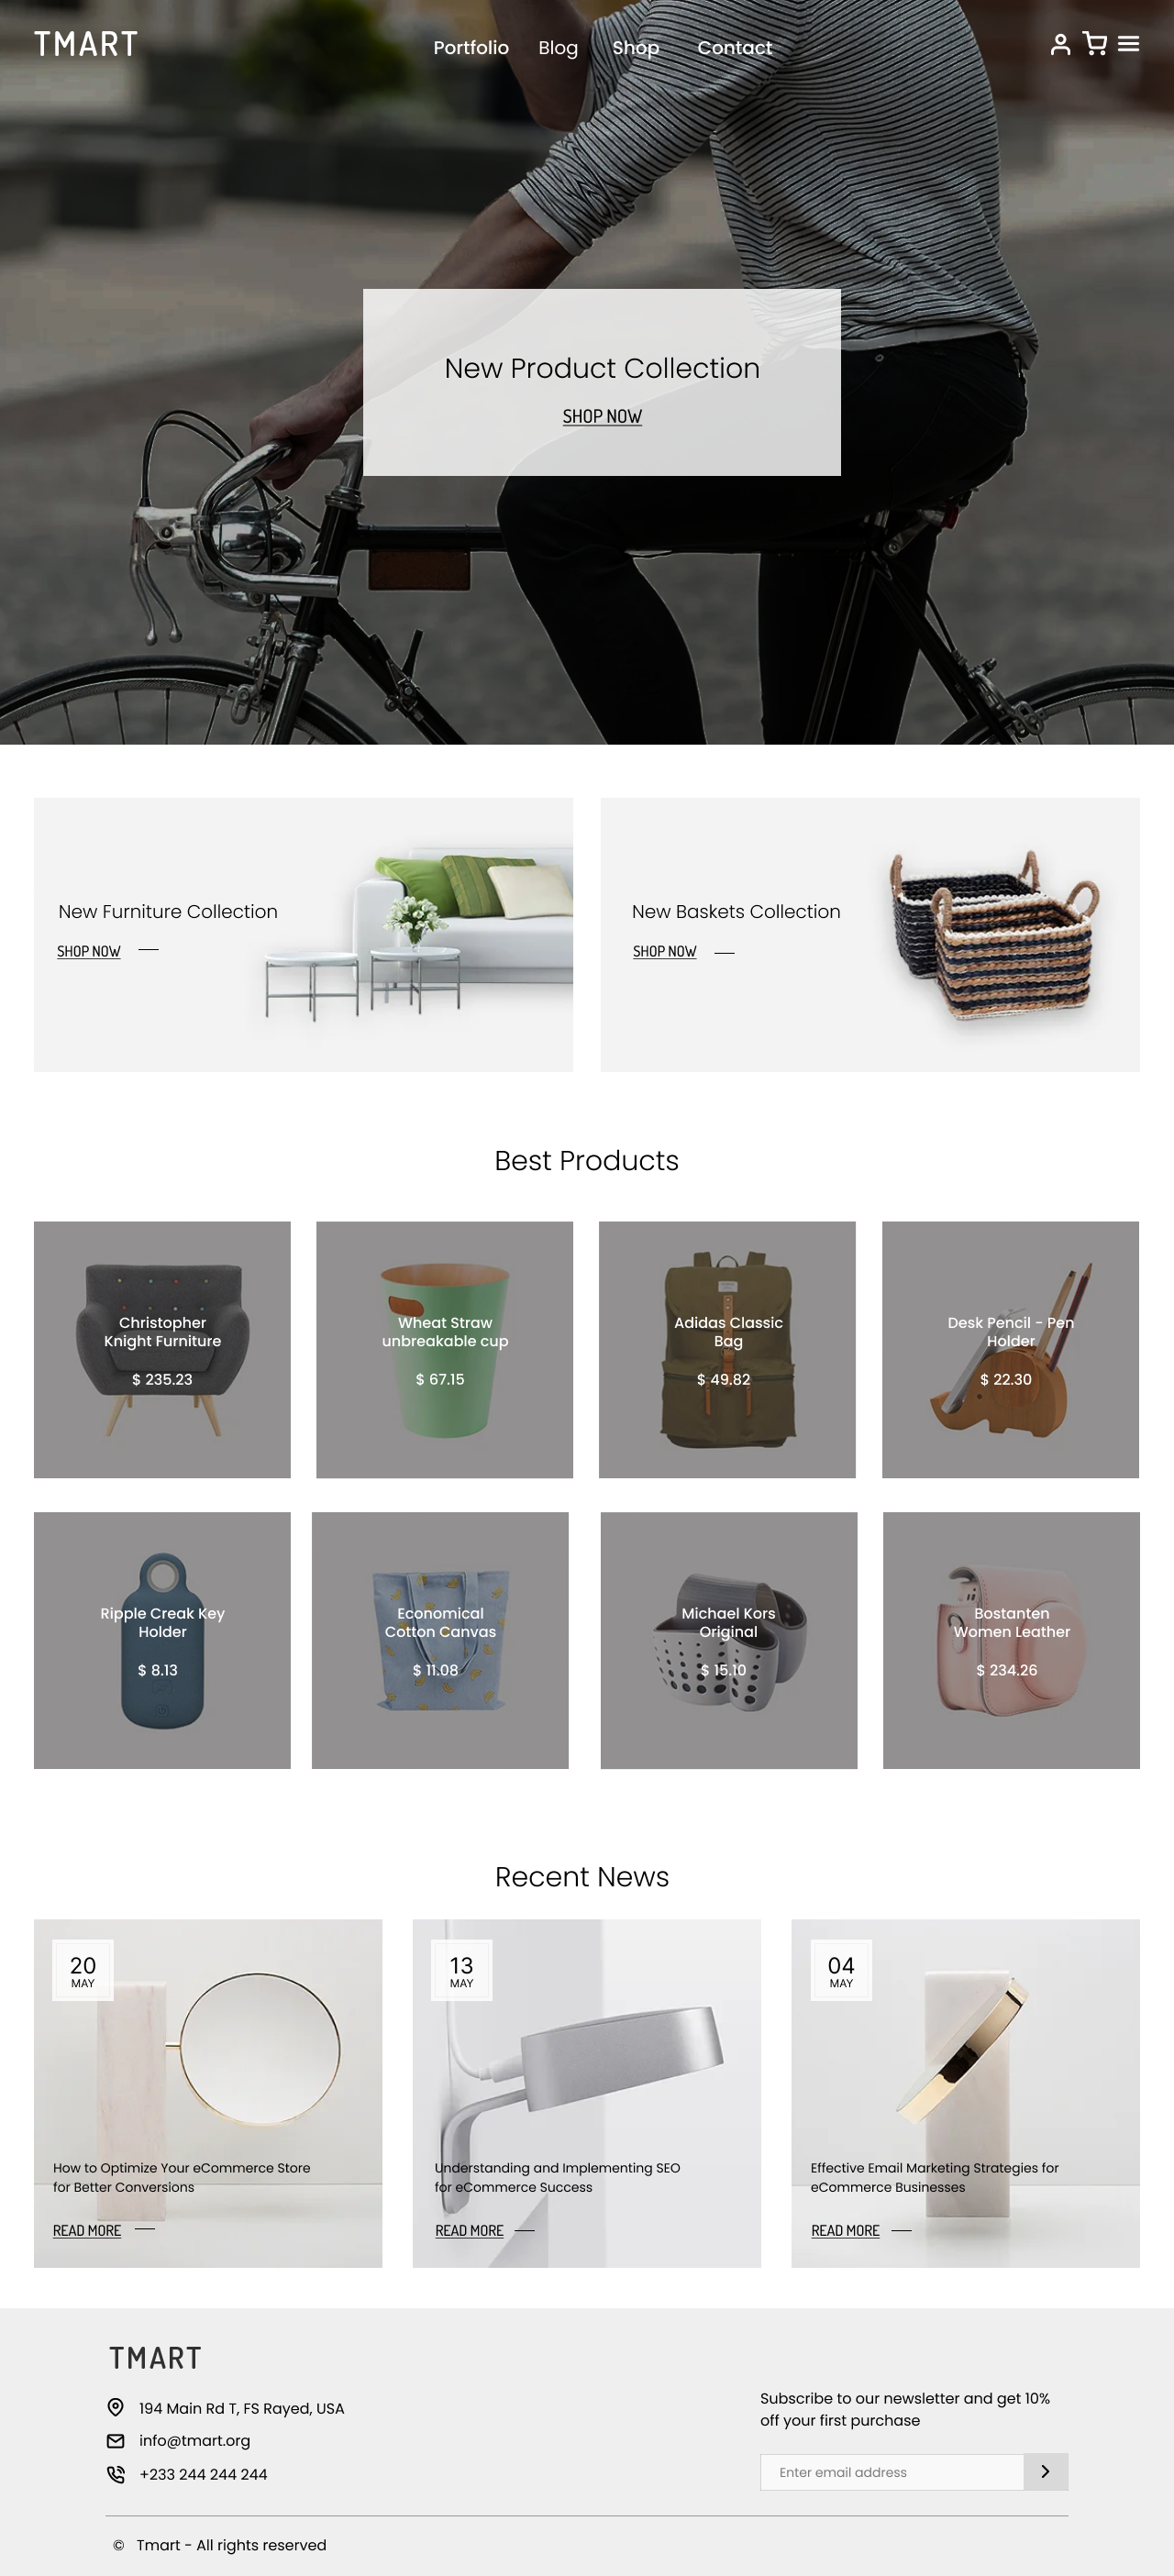 TMART
Portfolio Blog Shop Contact
New Product Collection
SHOP NOW
New Furniture Collection
SHOP NOW
New Baskets Collection
SHOP NOW
Best Products
Christopher
Knight Furniture
$ 235.23
Wheat Straw
unbreakable cup
$ 67.15
Adidas Classic
Bag
$ 49.82
Desk Pencil - Pen
Holder
$ 22.30
Ripple Creak Key
Holder
$ 8.13
Economical
Cotton Canvas
$ 11.08
Michael Kors
Original
$ 15.10
Bostanten
Women Leather
$ 234.26
Recent News
20
MAY
How to Optimize Your eCommerce Store
for Better Conversions
READ MORE
13
MAY
Understanding and Implementing SEO
for eCommerce Success
READ MORE
04
MAY
Effective Email Marketing Strategies for
eCommerce Businesses
READ MORE
TMART
194 Main Rd T, FS Rayed, USA
info@tmart.org
+233 244 244 244
Subscribe to our newsletter and get 10%
off your first purchase
Enter email address
© Tmart - All rights reserved